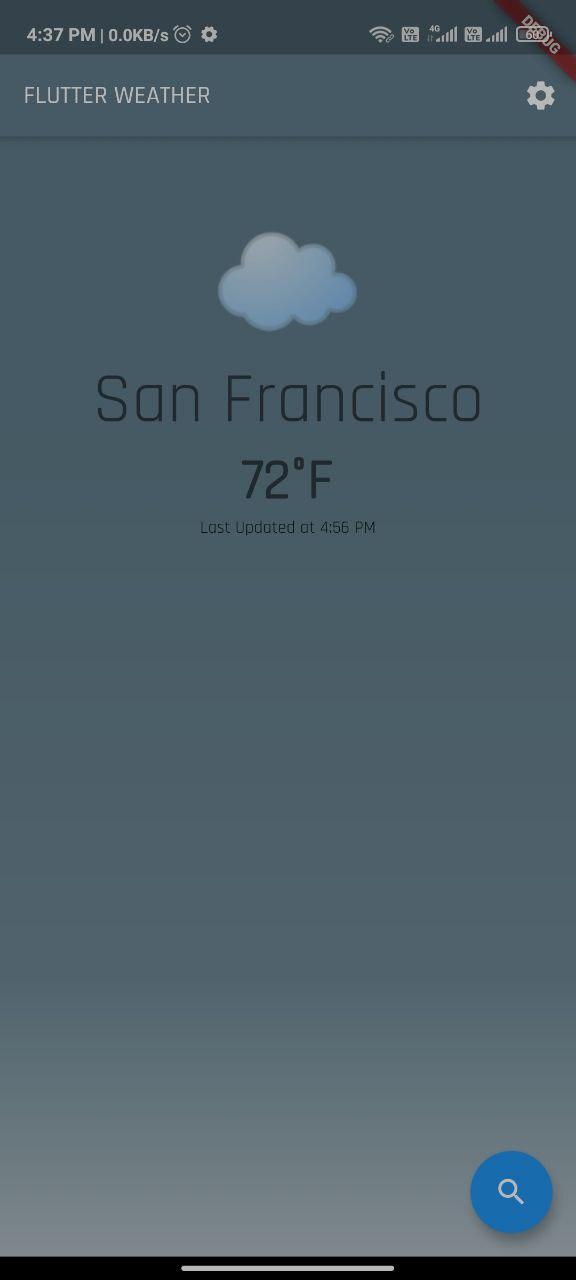 4:37 PM | 0.0KB/s Vo LTE 4G Vo LTE 60
DEBUG
FLUTTER WEATHER
San Francisco
72°F
Last Updated at 4:56 PM